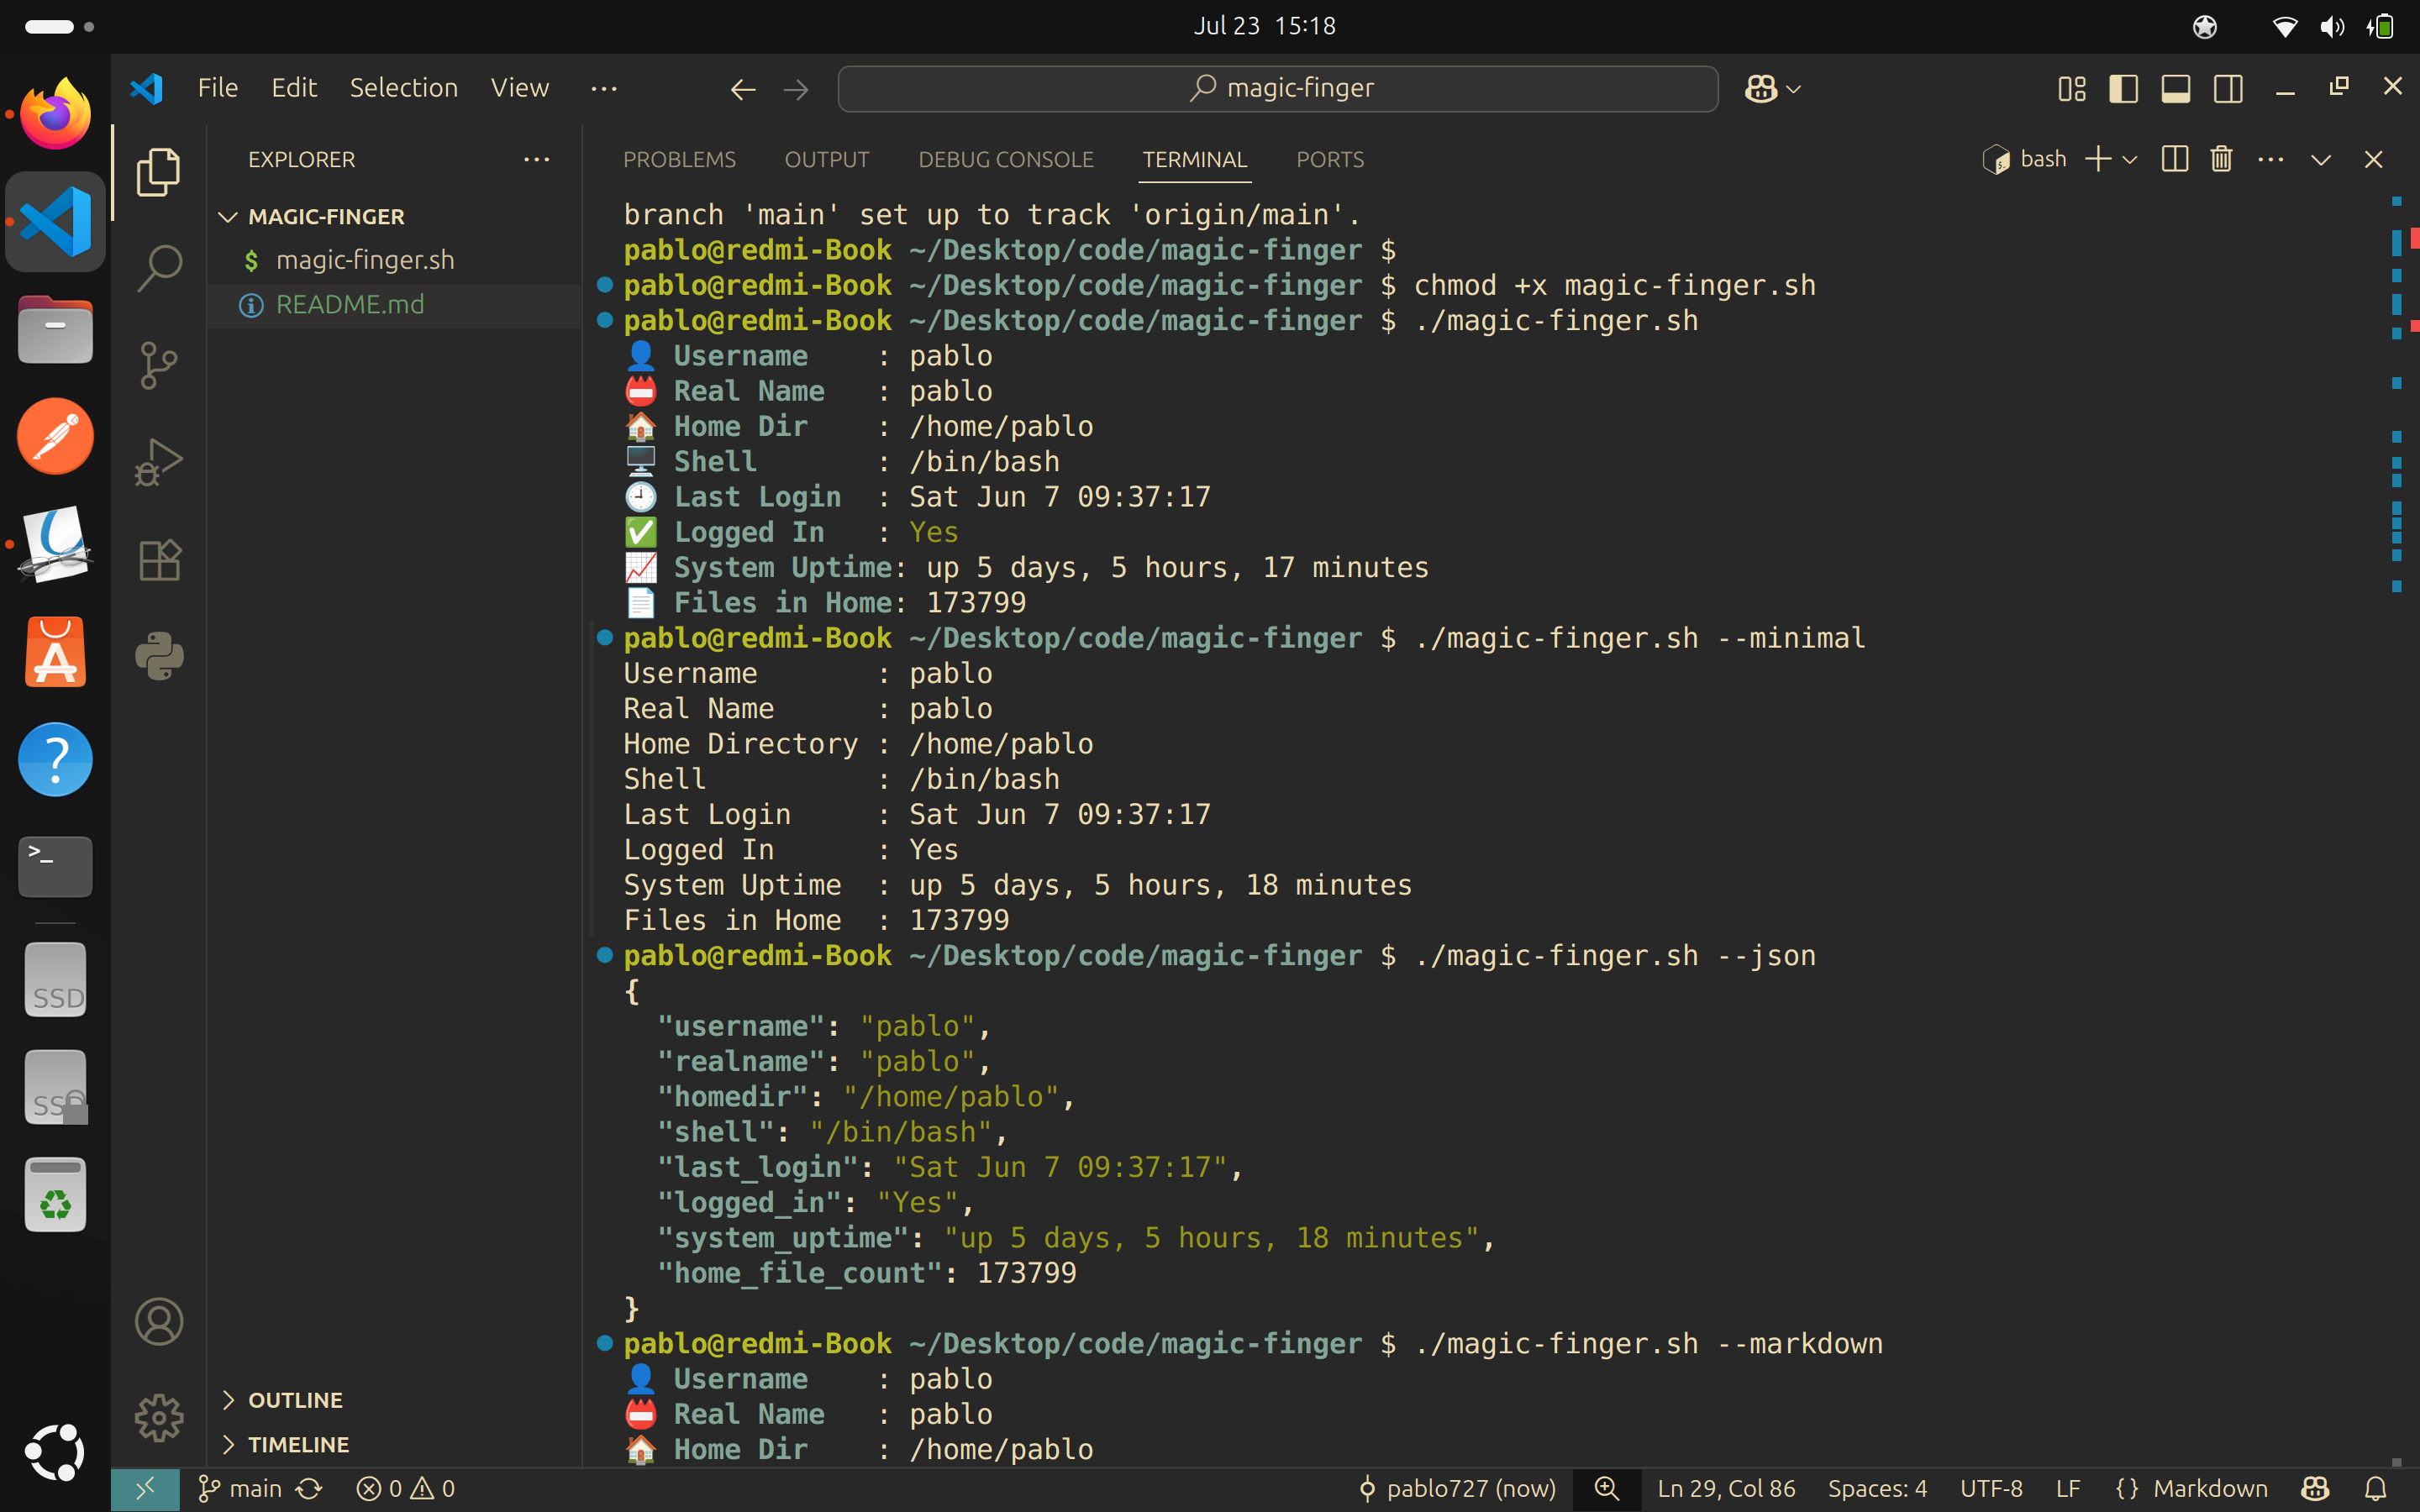 Jul 23 15:18
File Edit Selection View ···
magic-finger
EXPLORER
MAGIC-FINGER
$ magic-finger.sh
README.md
OUTLINE
TIMELINE
PROBLEMS OUTPUT DEBUG CONSOLE TERMINAL PORTS
bash
branch 'main' set up to track 'origin/main'.
pablo@redmi-Book ~/Desktop/code/magic-finger $
pablo@redmi-Book ~/Desktop/code/magic-finger $ chmod +x magic-finger.sh
pablo@redmi-Book ~/Desktop/code/magic-finger $ ./magic-finger.sh
👤 Username : pablo
📛 Real Name : pablo
🏠 Home Dir : /home/pablo
🖥️ Shell : /bin/bash
🕘 Last Login : Sat Jun 7 09:37:17
✅ Logged In : Yes
📈 System Uptime: up 5 days, 5 hours, 17 minutes
📄 Files in Home: 173799
pablo@redmi-Book ~/Desktop/code/magic-finger $ ./magic-finger.sh --minimal
Username : pablo
Real Name : pablo
Home Directory : /home/pablo
Shell : /bin/bash
Last Login : Sat Jun 7 09:37:17
Logged In : Yes
System Uptime : up 5 days, 5 hours, 18 minutes
Files in Home : 173799
pablo@redmi-Book ~/Desktop/code/magic-finger $ ./magic-finger.sh --json
{
"username": "pablo",
"realname": "pablo",
"homedir": "/home/pablo",
"shell": "/bin/bash",
"last_login": "Sat Jun 7 09:37:17",
"logged_in": "Yes",
"system_uptime": "up 5 days, 5 hours, 18 minutes",
"home_file_count": 173799
}
pablo@redmi-Book ~/Desktop/code/magic-finger $ ./magic-finger.sh --markdown
👤 Username : pablo
📛 Real Name : pablo
🏠 Home Dir : /home/pablo
SSD
SSD
main
0 0
pablo727 (now)
Ln 29, Col 86
Spaces: 4
UTF-8
LF
{} Markdown